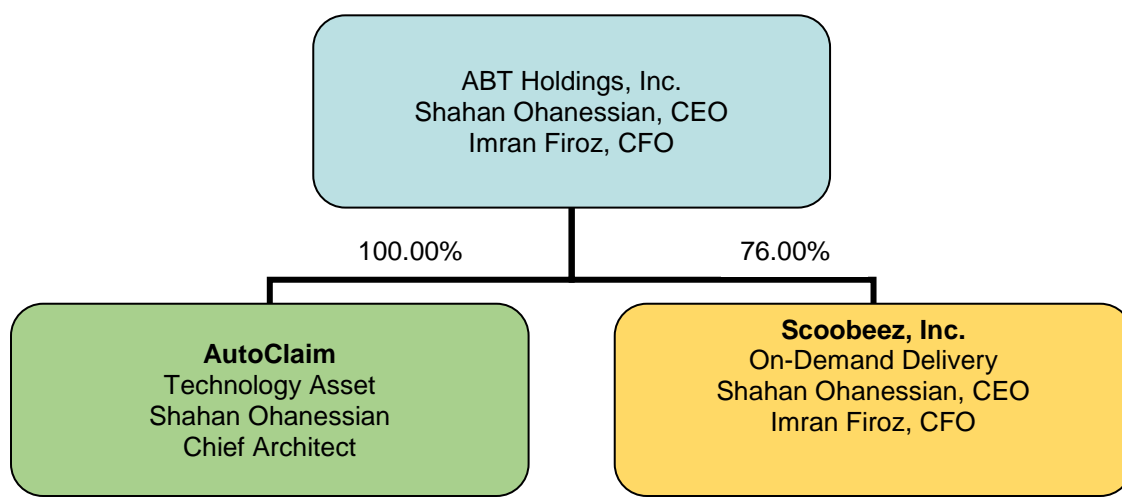 ABT Holdings, Inc.
Shahan Ohanessian, CEO
Imran Firoz, CFO
100.00%
76.00%
AutoClaim
Technology Asset
Shahan Ohanessian
Chief Architect
Scoobeez, Inc.
On-Demand Delivery
Shahan Ohanessian, CEO
Imran Firoz, CFO